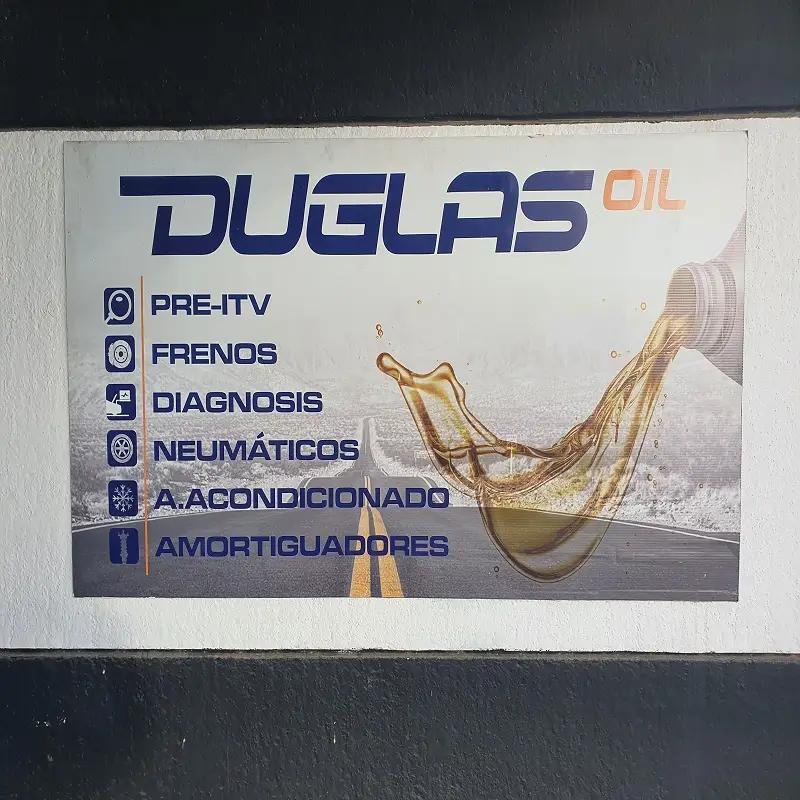 DUGLAS OIL
PRE-ITV
FRENOS
DIAGNOSIS
NEUMÁTICOS
A.ACONDICIONADO
AMORTIGUADORES